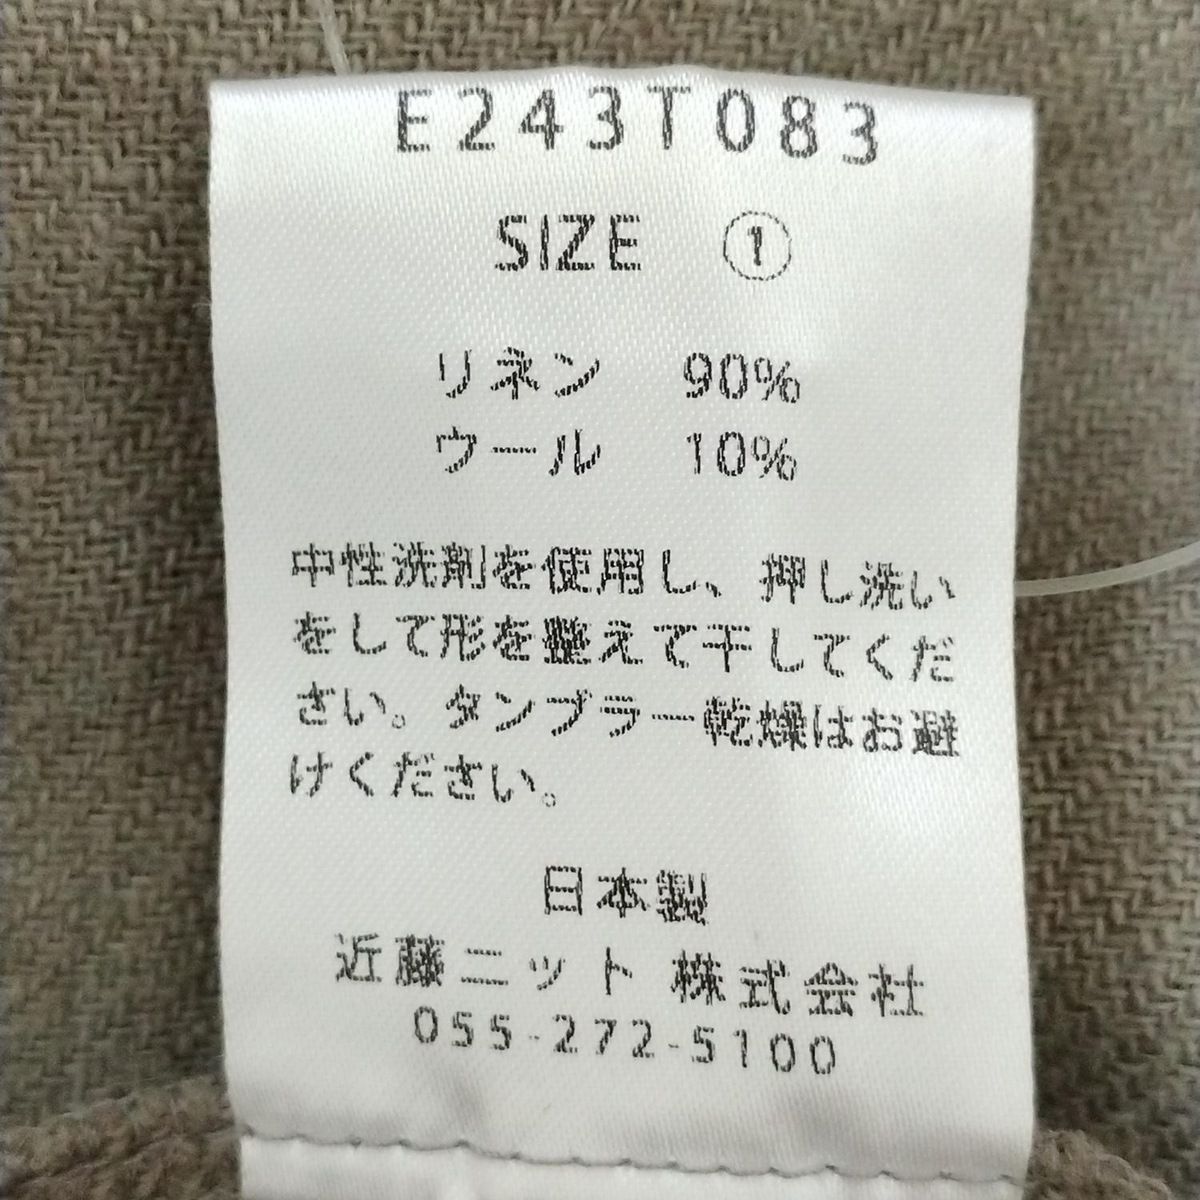 E243T083
SIZE ①
リネン 90%
ウール 10%
中性洗剤を使用し、押し洗い
をして形を整えて干してくだ
さい。タンブラー乾燥はお避
けください。
日本製
近藤ニット 株式会社
055-272-5100